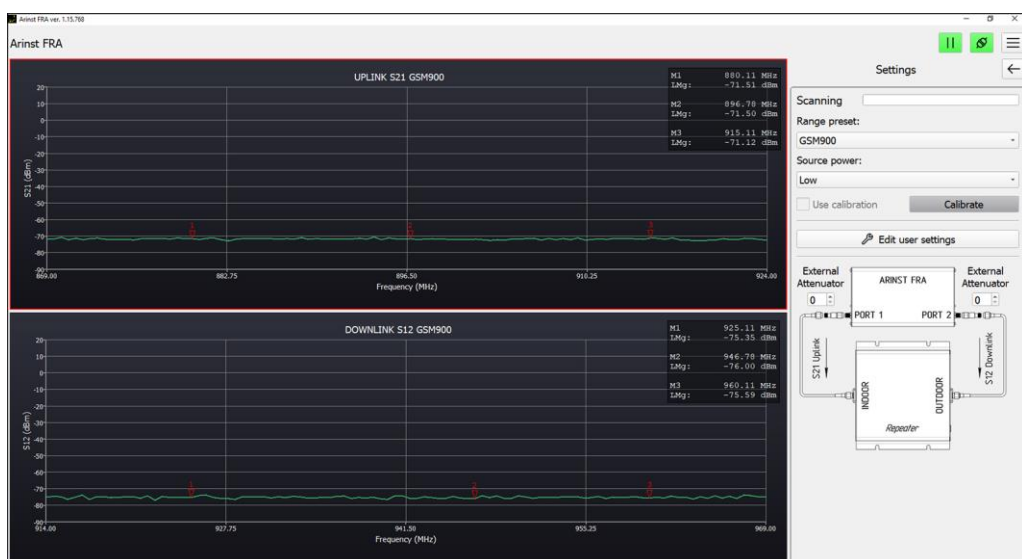 Arinst FRA ver. 1.15.768
Arinst FRA
UPLINK S21 GSM900
M1 880.11 MHz
LMg: -71.51 dBm
M2 896.78 MHz
LMg: -71.50 dBm
M3 915.11 MHz
LMg: -71.12 dBm
S21 (dBm)
20
10
0
-10
-20
-30
-40
-50
-60
-70
-80
-90
1
2
3
869.00 882.75 896.50 910.25 924.00
Frequency (MHz)
DOWNLINK S12 GSM900
M1 925.11 MHz
LMg: -75.35 dBm
M2 946.78 MHz
LMg: -76.00 dBm
M3 960.11 MHz
LMg: -75.59 dBm
S12 (dBm)
20
10
0
-10
-20
-30
-40
-50
-60
-70
-80
-90
1
2
3
914.00 927.75 941.50 955.25 969.00
Frequency (MHz)
Settings
Scanning
Range preset:
GSM900
Source power:
Low
Use calibration Calibrate
Edit user settings
External Attenuator
0
ARINST FRA
External Attenuator
0
PORT 1 PORT 2
S21 Uplink
S12 Downlink
INDOOR
OUTDOOR
Repeater